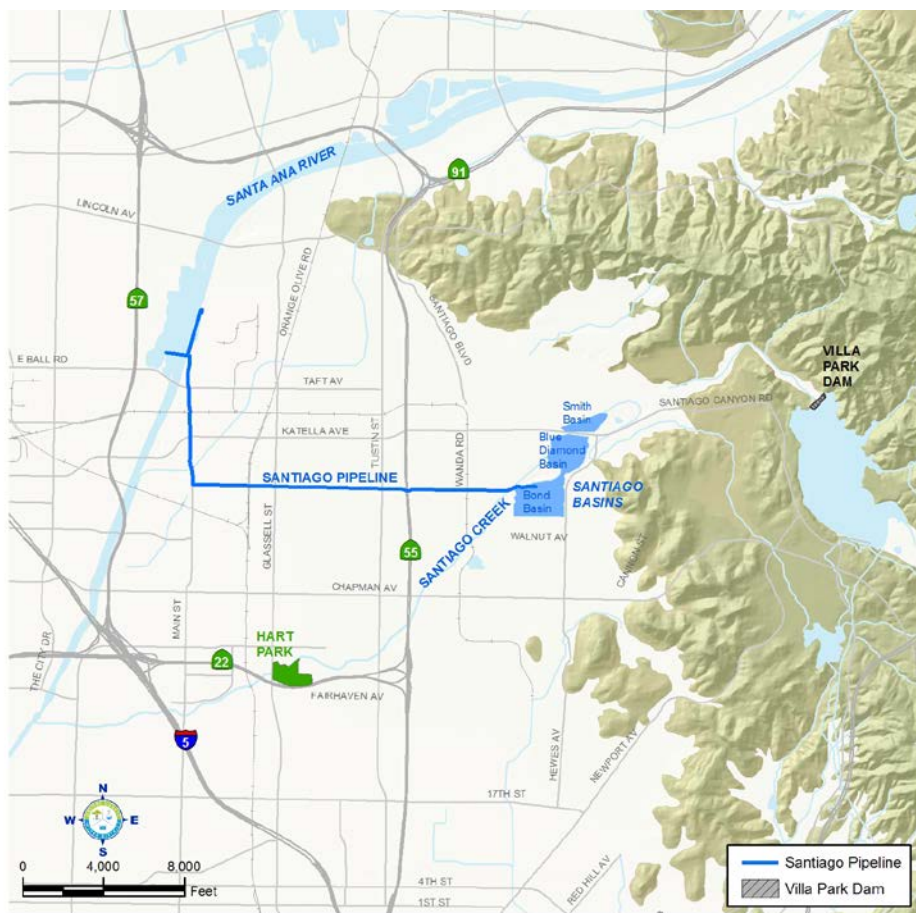 SANTA ANA RIVER
91
LINCOLN AV
ORANGE OLIVE RD
57
SANTIAGO BLVD
E BALL RD
TAFT AV
VILLA
PARK
DAM
SANTIAGO CANYON RD
Smith
Basin
KATELLA AVE
TUSTIN ST
WANDA RD
Blue
Diamond
Basin
SANTIAGO PIPELINE
SANTIAGO
BASINS
Bond
Basin
GLASSELL ST
SANTIAGO CREEK
WALNUT AV
CANNON ST
55
CHAPMAN AV
MAIN ST
THE CITY DR
HART
PARK
22
FAIRHAVEN AV
5
HEWES AV
NEWPORT AV
17TH ST
N
W
E
S
0 4,000 8,000
Feet
4TH ST
1ST ST
RED HILL AV
Santiago Pipeline
Villa Park Dam